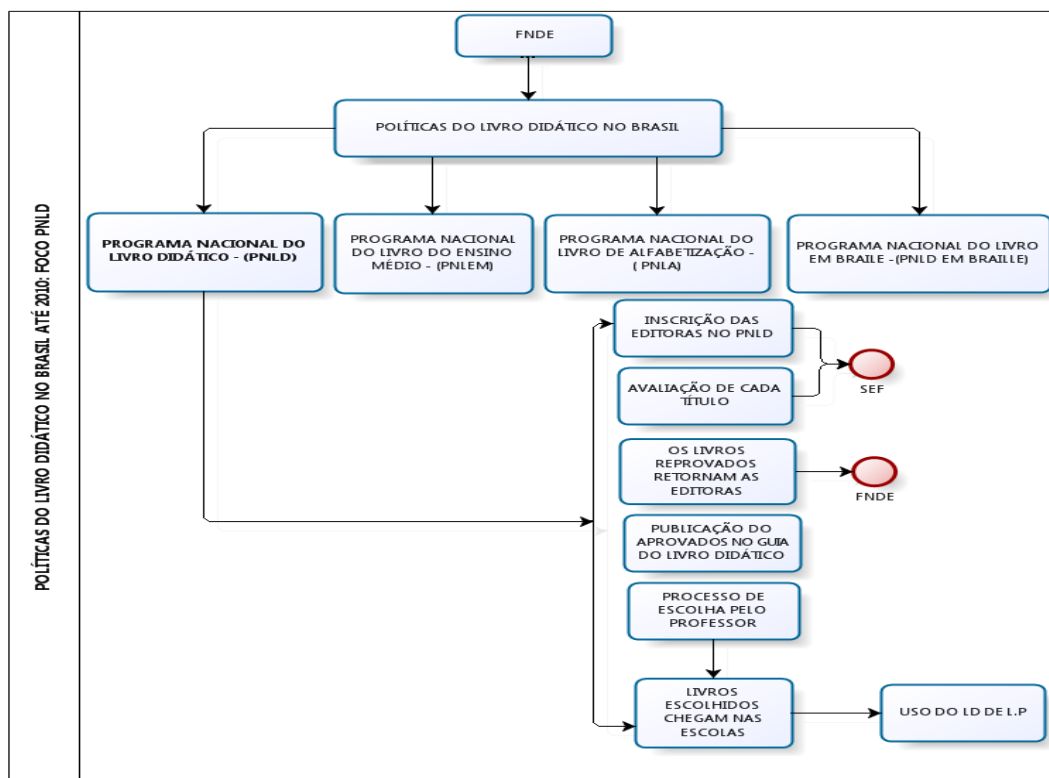 POLÍTICAS DO LIVRO DIDÁTICO NO BRASIL ATÉ 2010: FOCO PNLD
FNDE
POLÍTICAS DO LIVRO DIDÁTICO NO BRASIL
PROGRAMA NACIONAL DO
LIVRO DIDÁTICO - (PNLD)
PROGRAMA NACIONAL
DO LIVRO DO ENSINO
MÉDIO - (PNLEM)
PROGRAMA NACIONAL DO
LIVRO DE ALFABETIZAÇÃO -
( PNLA)
PROGRAMA NACIONAL DO LIVRO
EM BRAILE -(PNLD EM BRAILLE)
INSCRIÇÃO DAS
EDITORAS NO PNLD
AVALIAÇÃO DE CADA
TÍTULO
SEF
OS LIVROS
REPROVADOS
RETORNAM AS
EDITORAS
FNDE
PUBLICAÇÃO DO
APROVADOS NO GUIA
DO LIVRO DIDÁTICO
PROCESSO DE
ESCOLHA PELO
PROFESSOR
LIVROS
ESCOLHIDOS
CHEGAM NAS
ESCOLAS
USO DO LD DE L.P